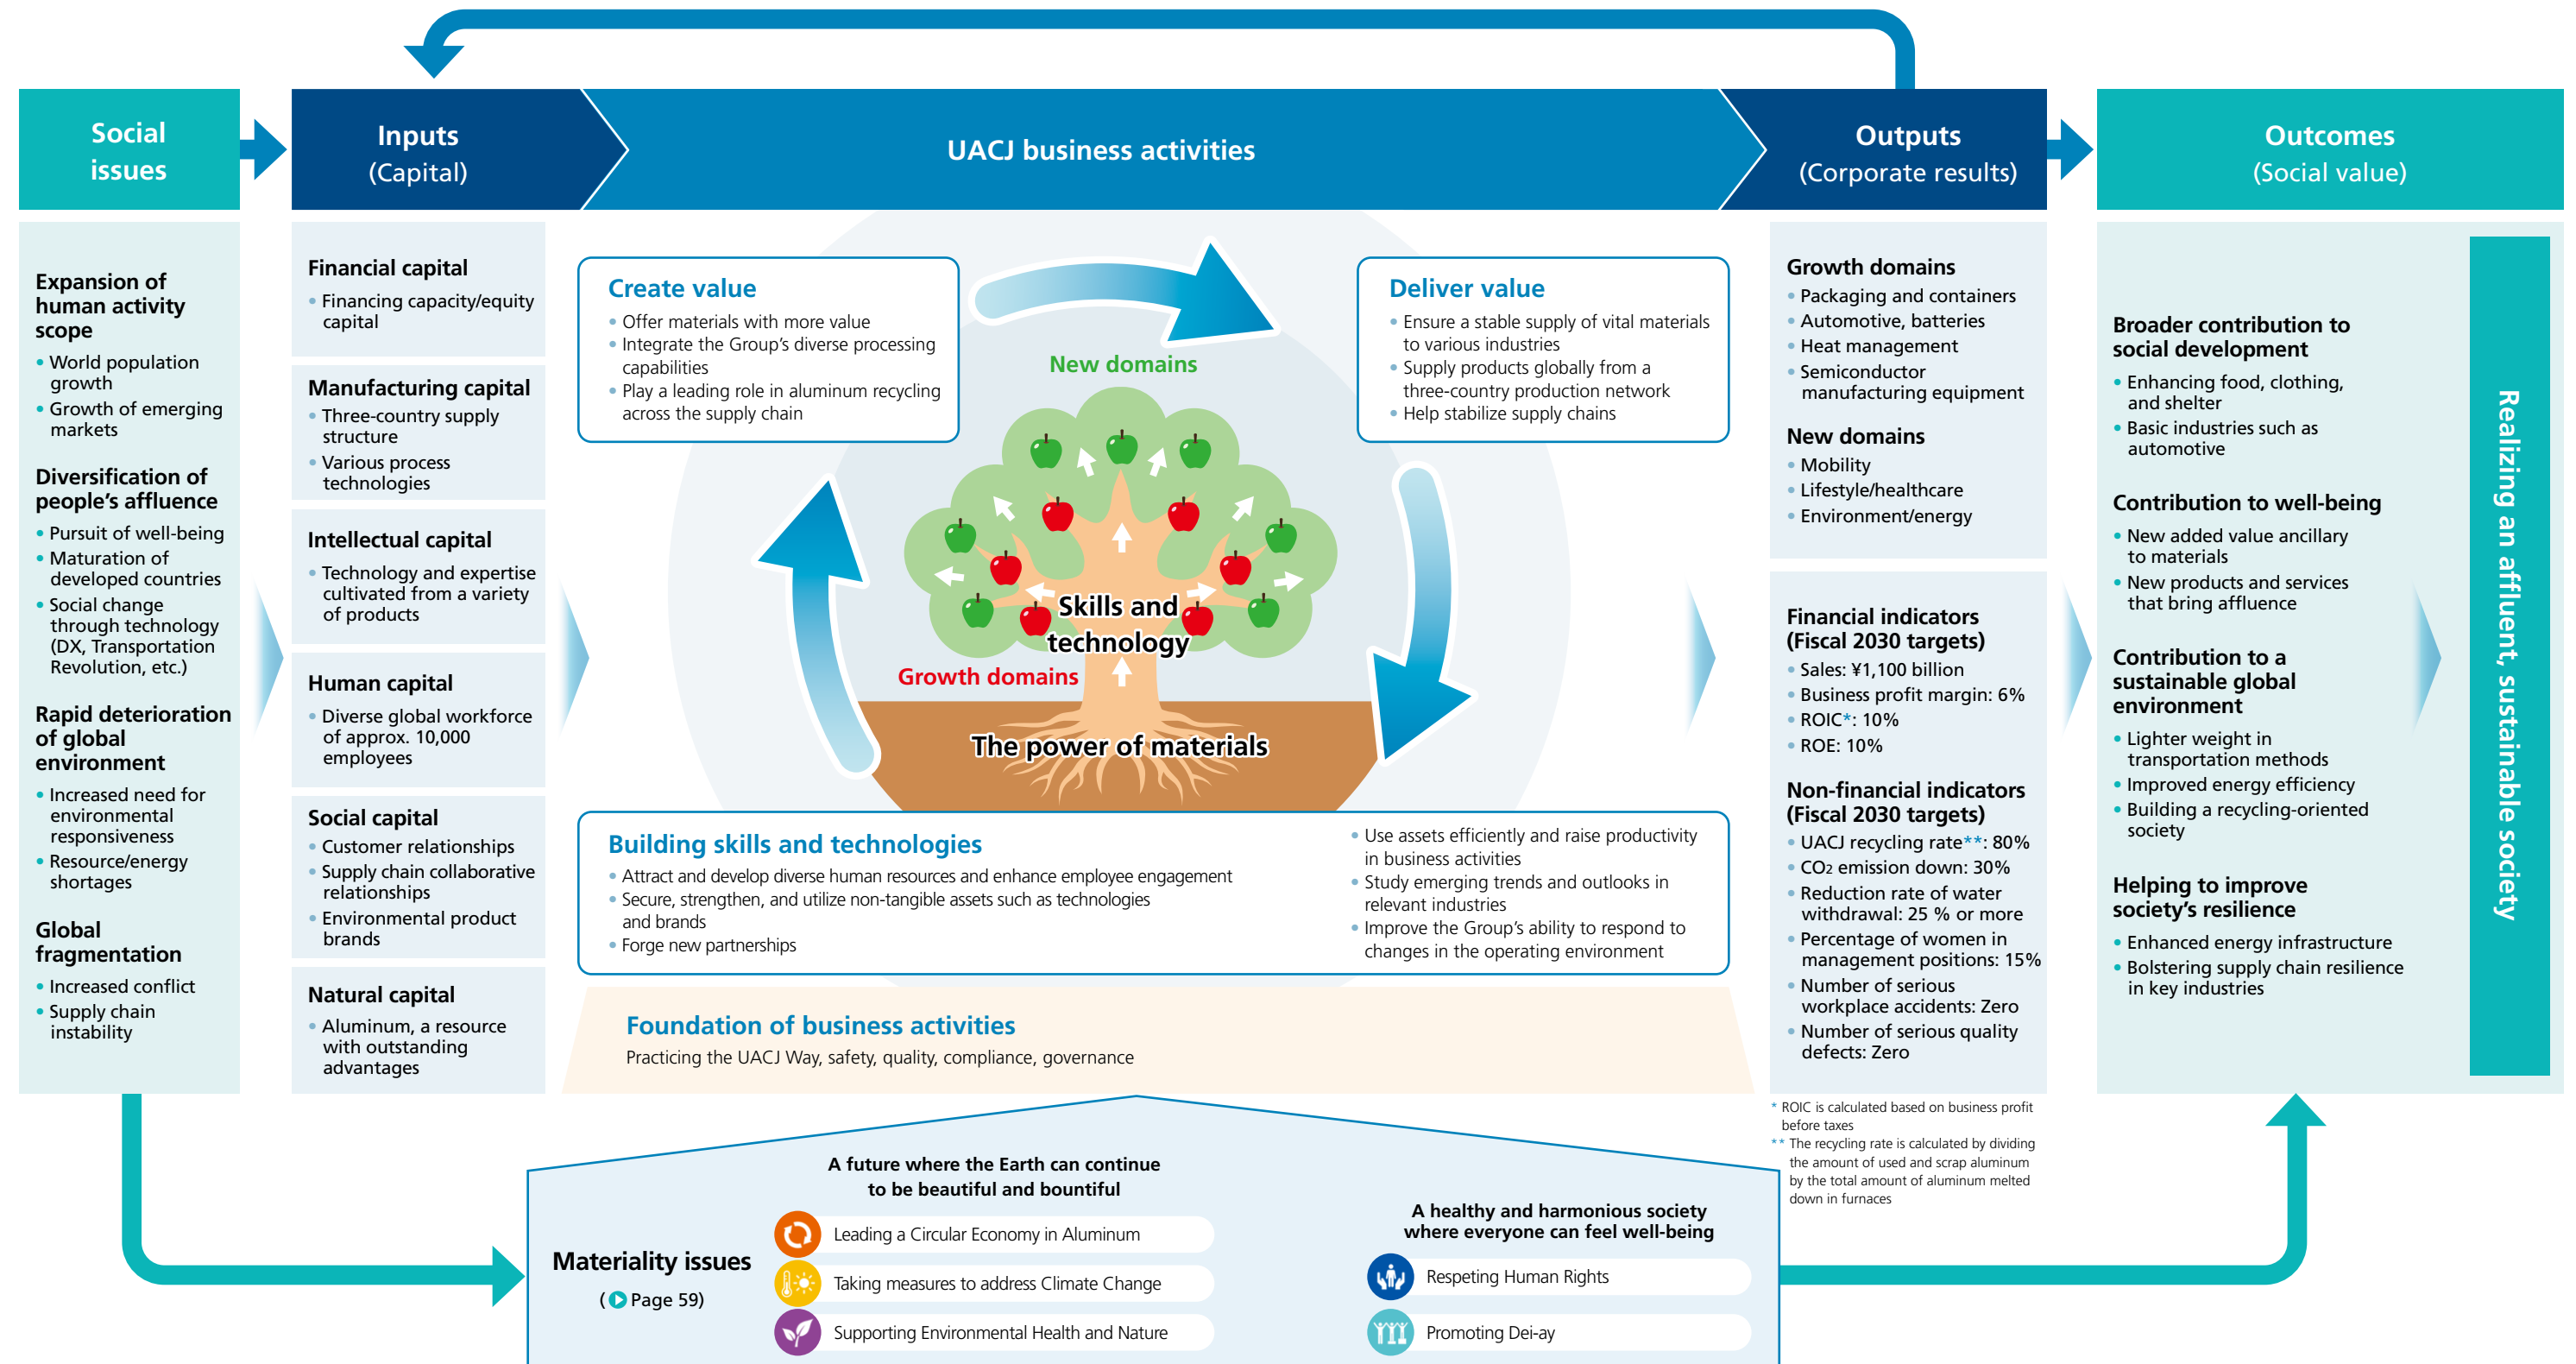 Social
issues
Inputs
(Capital)
UACJ business activities
Outputs
(Corporate results)
Outcomes
(Social value)
Expansion of
human activity
scope
• World population
growth
• Growth of emerging
markets
Diversification of
people's affluence
• Pursuit of well-being
• Maturation of
developed countries
• Social change
through technology
(DX, Transportation
Revolution, etc.)
Rapid deterioration
of global
environment
• Increased need for
environmental
responsiveness
• Resource/energy
shortages
Global
fragmentation
• Increased conflict
• Supply chain
instability
Financial capital
• Financing capacity/equity
capital
Manufacturing capital
• Three-country supply
structure
• Various process
technologies
Intellectual capital
• Technology and expertise
cultivated from a variety
of products
Human capital
• Diverse global workforce
of approx. 10,000
employees
Social capital
• Customer relationships
• Supply chain collaborative
relationships
• Environmental product
brands
Natural capital
• Aluminum, a resource
with outstanding
advantages
Create value
• Offer materials with more value
• Integrate the Group's diverse processing
capabilities
• Play a leading role in aluminum recycling
across the supply chain
Deliver value
• Ensure a stable supply of vital materials
to various industries
• Supply products globally from a
three-country production network
• Help stabilize supply chains
New domains
Skills and
technology
Growth domains
The power of materials
Building skills and technologies
• Attract and develop diverse human resources and enhance employee engagement
• Secure, strengthen, and utilize non-tangible assets such as technologies
and brands
• Forge new partnerships
• Use assets efficiently and raise productivity
in business activities
• Study emerging trends and outlooks in
relevant industries
• Improve the Group's ability to respond to
changes in the operating environment
Foundation of business activities
Practicing the UACJ Way, safety, quality, compliance, governance
Growth domains
• Packaging and containers
• Automotive, batteries
• Heat management
• Semiconductor
manufacturing equipment
New domains
• Mobility
• Lifestyle/healthcare
• Environment/energy
Financial indicators
(Fiscal 2030 targets)
• Sales: ¥1,100 billion
• Business profit margin: 6%
• ROIC*: 10%
• ROE: 10%
Non-financial indicators
(Fiscal 2030 targets)
• UACJ recycling rate**: 80%
• CO2 emission down: 30%
• Reduction rate of water
withdrawal: 25 % or more
• Percentage of women in
management positions: 15%
• Number of serious
workplace accidents: Zero
• Number of serious quality
defects: Zero
* ROIC is calculated based on business profit
before taxes
** The recycling rate is calculated by dividing
the amount of used and scrap aluminum
by the total amount of aluminum melted
down in furnaces
Broader contribution to
social development
• Enhancing food, clothing,
and shelter
• Basic industries such as
automotive
Contribution to well-being
• New added value ancillary
to materials
• New products and services
that bring affluence
Contribution to a
sustainable global
environment
• Lighter weight in
transportation methods
• Improved energy efficiency
• Building a recycling-oriented
society
Helping to improve
society's resilience
• Enhanced energy infrastructure
• Bolstering supply chain resilience
in key industries
Realizing an affluent, sustainable society
Materiality issues
( Page 59)
A future where the Earth can continue
to be beautiful and bountiful
Leading a Circular Economy in Aluminum
Taking measures to address Climate Change
Supporting Environmental Health and Nature
A healthy and harmonious society
where everyone can feel well-being
Respeting Human Rights
Promoting Dei-ay